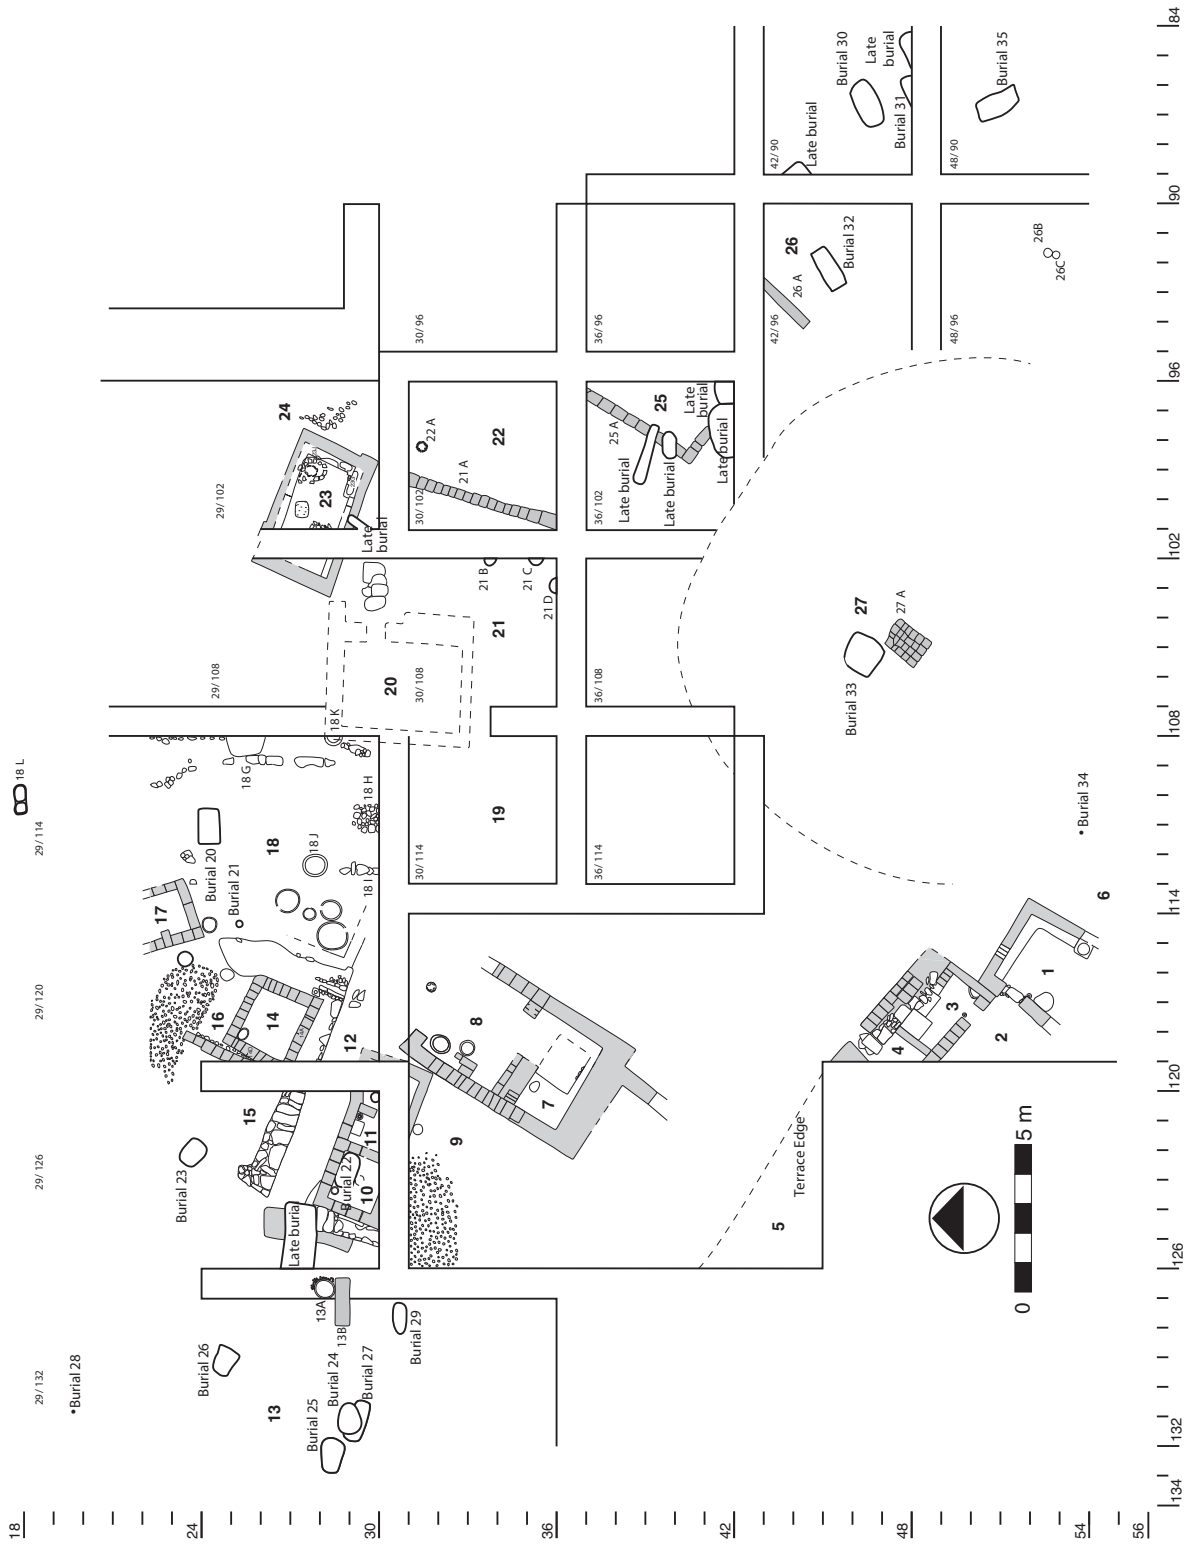 84
90
96
102
108
114
120
126
132
134
18
24
30
36
42
48
54
56
Burial 30
Late
burial
Burial 35
Burial 31
Late burial
42/90
48/90
26
Burial 32
26 A
42/96
48/96
26B
26C
30/96
36/96
24
29/102
23
Late
burial
22 A
22
21 A
30/102
25 A
25
Late
burial
Late burial
Late burial
Late burial
36/102
21 B
21 C
21 D
21
20
30/108
29/108
36/108
27
27 A
Burial 33
18 K
18 G
18 H
18 L
29/114
18
18 J
18 I
Burial 20
Burial 21
17
19
30/114
36/114
Burial 34
6
1
2
3
4
16
14
12
29/120
8
7
9
15
11
10
Burial 22
Burial 23
29/126
Late burial
Terrace Edge
5
0
5 m
13A
13B
Burial 29
Burial 26
Burial 24
Burial 27
Burial 25
13
29/132
Burial 28